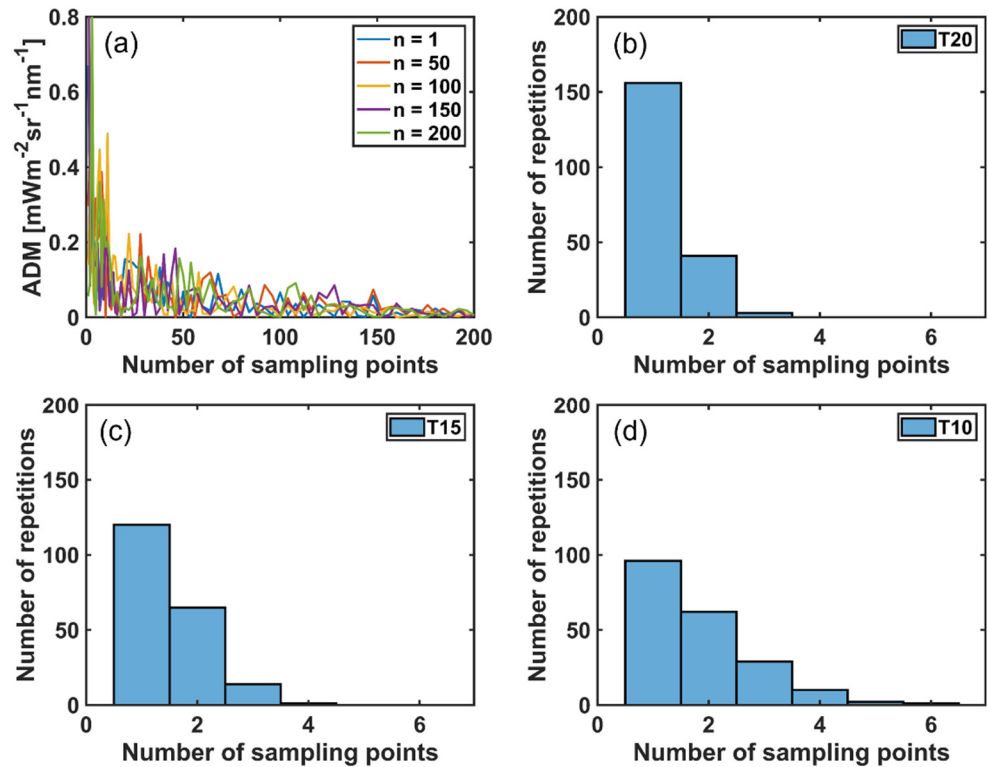 (a)
n = 1
n = 50
n = 100
n = 150
n = 200
ADM [mWm⁻²sr⁻¹nm⁻¹]
0.8
0.6
0.4
0.2
0
0 50 100 150 200
Number of sampling points
(b)
T20
Number of repetitions
200
150
100
50
0
0 2 4 6
Number of sampling points
(c)
T15
Number of repetitions
200
150
100
50
0
0 2 4 6
Number of sampling points
(d)
T10
Number of repetitions
200
150
100
50
0
0 2 4 6
Number of sampling points